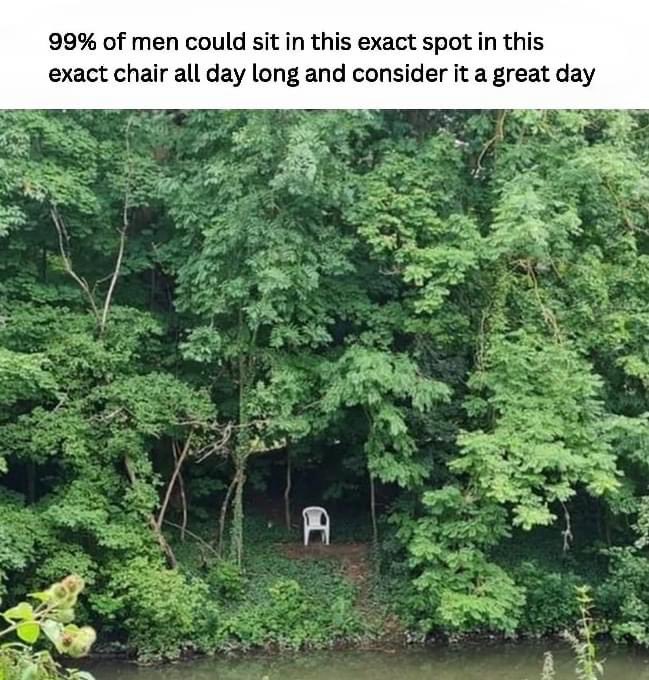 99% of men could sit in this exact spot in this
exact chair all day long and consider it a great day